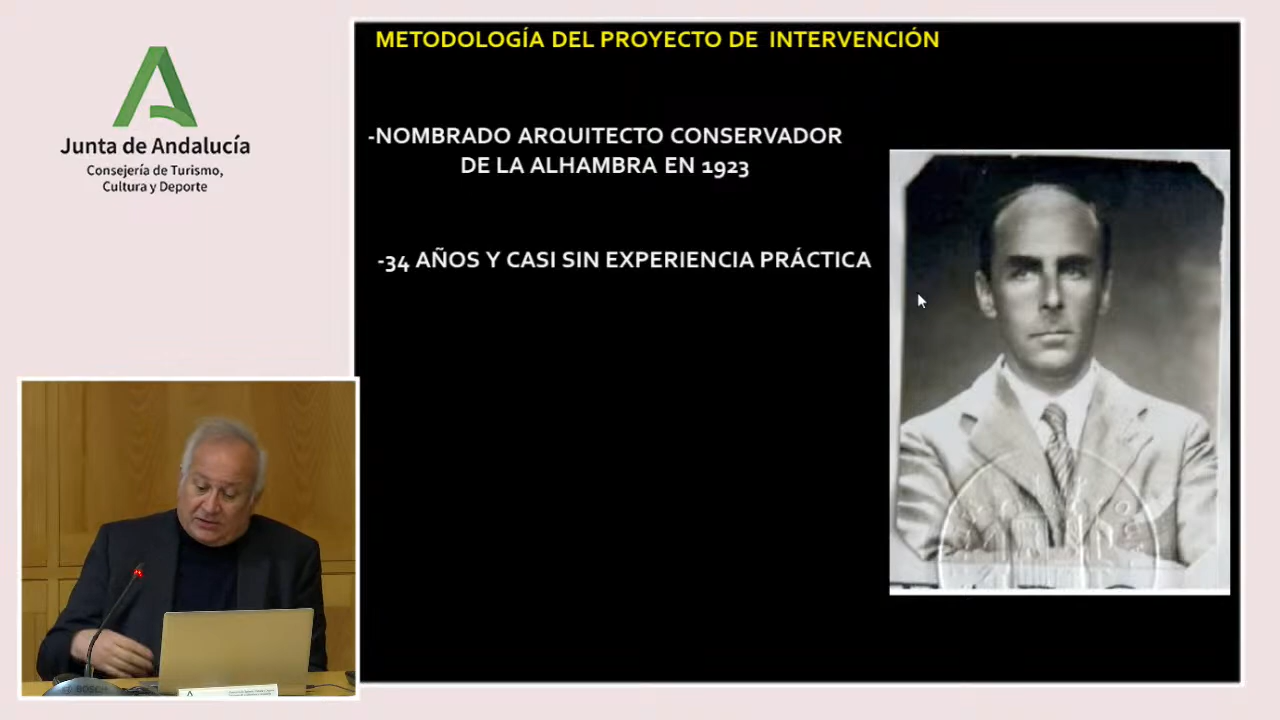 METODOLOGÍA DEL PROYECTO DE INTERVENCIÓN
Junta de Andalucía
Consejería de Turismo,
Cultura y Deporte
-NOMBRADO ARQUITECTO CONSERVADOR
DE LA ALHAMBRA EN 1923
-34 AÑOS Y CASI SIN EXPERIENCIA PRÁCTICA
BOSCH